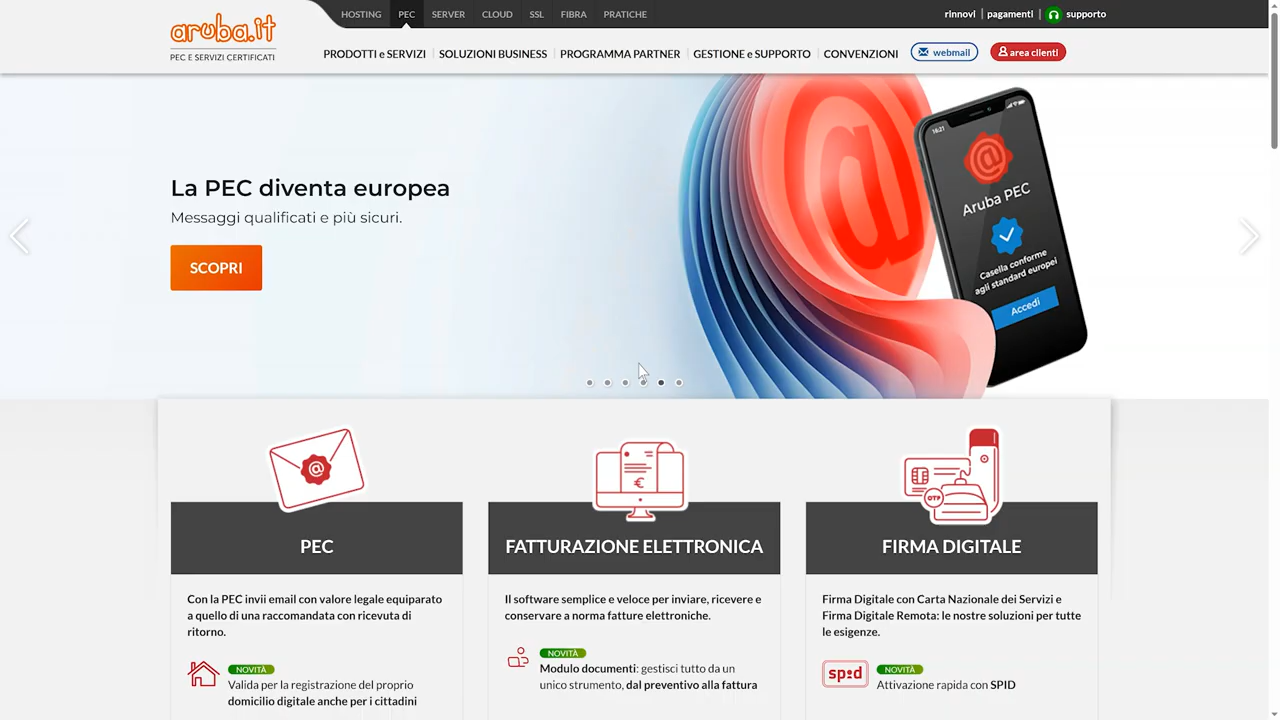 HOSTING PEC SERVER CLOUD SSL FIBRA PRATICHE
rinnovi pagamenti supporto
aruba.it
PEC E SERVIZI CERTIFICATI
PRODOTTI e SERVIZI SOLUZIONI BUSINESS PROGRAMMA PARTNER GESTIONE e SUPPORTO CONVENZIONI webmail area clienti
La PEC diventa europea
Messaggi qualificati e più sicuri.
SCOPRI
@
16:21
@
Aruba PEC
Casella conforme
agli standard europei
Accedi
@
€
OTP
PEC
Con la PEC invii email con valore legale equiparato
a quello di una raccomandata con ricevuta di
ritorno.
NOVITÀ
Valida per la registrazione del proprio
domicilio digitale anche per i cittadini
FATTURAZIONE ELETTRONICA
Il software semplice e veloce per inviare, ricevere e
conservare a norma fatture elettroniche.
NOVITÀ
Modulo documenti: gestisci tutto da un
unico strumento, dal preventivo alla fattura
FIRMA DIGITALE
Firma Digitale con Carta Nazionale dei Servizi e
Firma Digitale Remota: le nostre soluzioni per tutte
le esigenze.
spid
NOVITÀ
Attivazione rapida con SPID